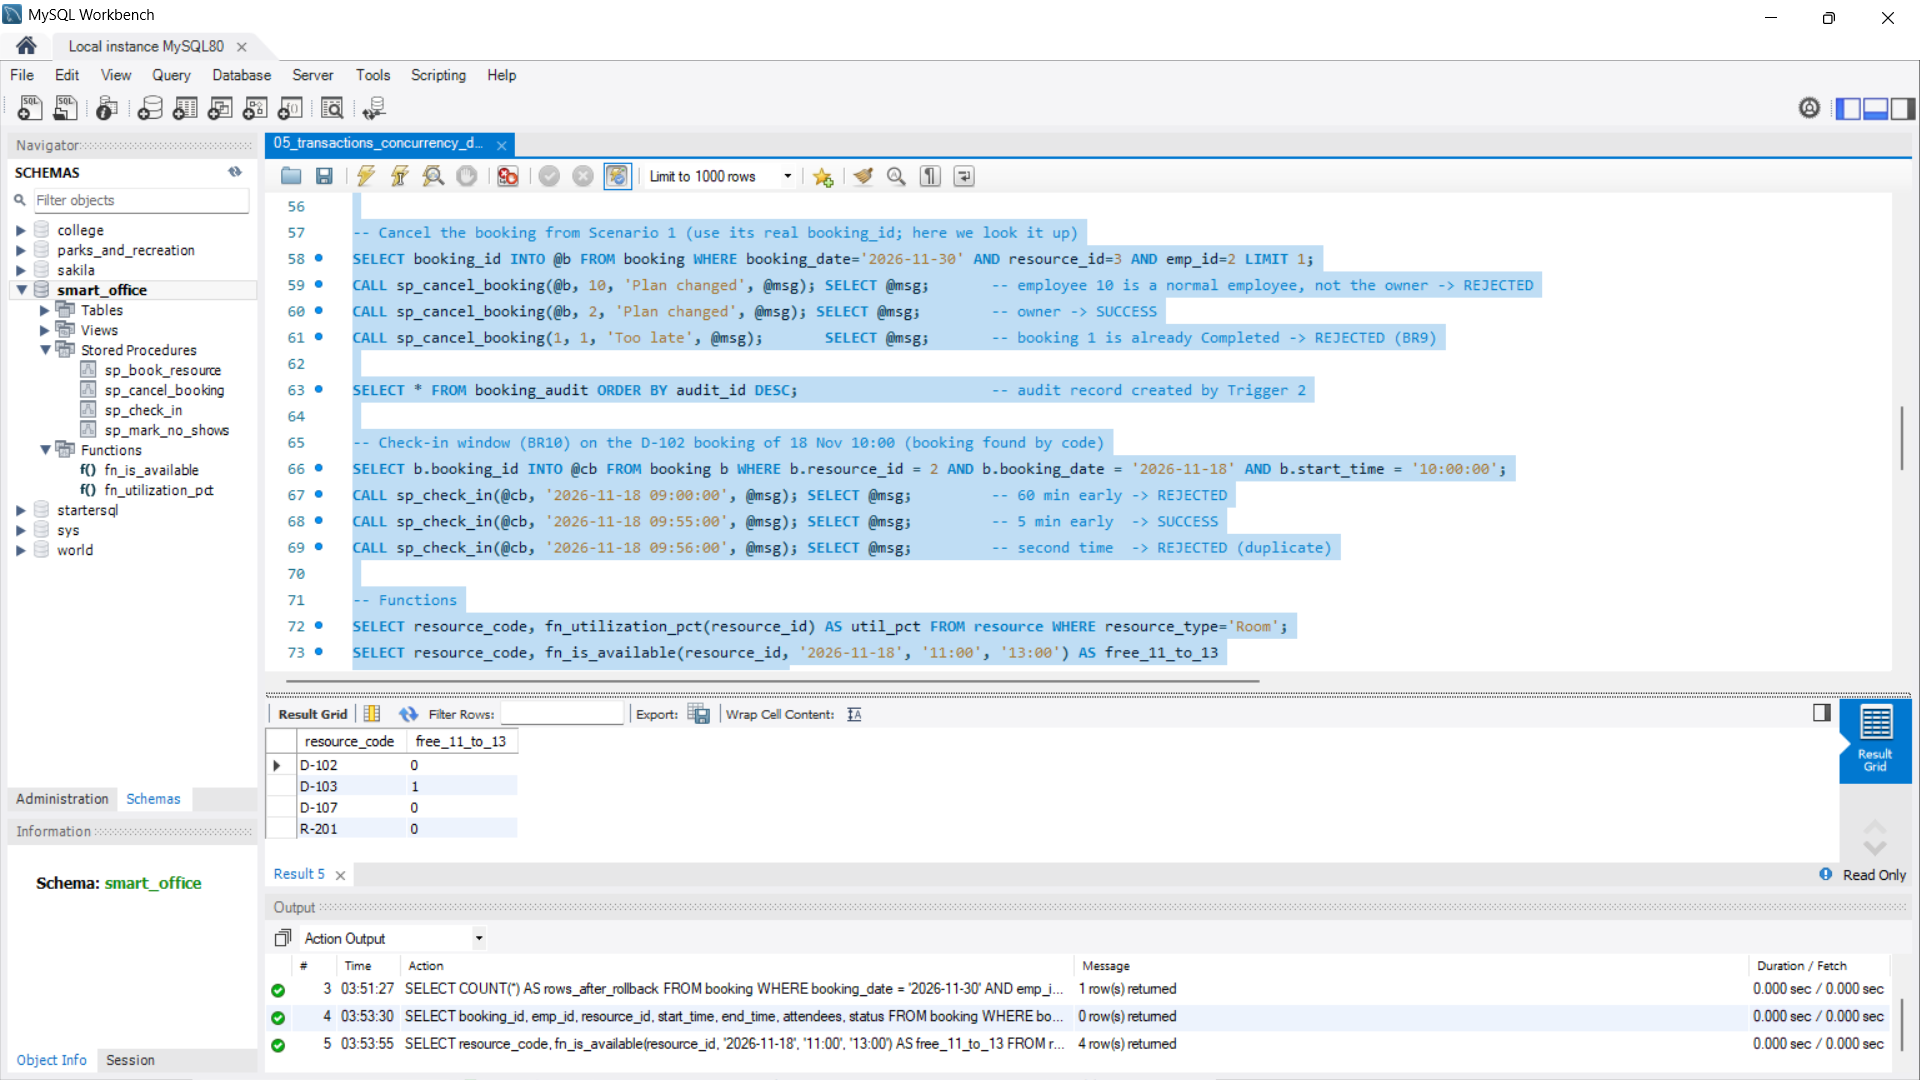 MySQL Workbench
Local instance MySQL80
File Edit View Query Database Server Tools Scripting Help
Navigator
SCHEMAS
Filter objects
college
parks_and_recreation
sakila
smart_office
Tables
Views
Stored Procedures
sp_book_resource
sp_cancel_booking
sp_check_in
sp_mark_no_shows
Functions
f() fn_is_available
f() fn_utilization_pct
startersql
sys
world
Administration Schemas
Information
Schema: smart_office
Object Info Session
05_transactions_concurrency_d...
Limit to 1000 rows
56
57 -- Cancel the booking from Scenario 1 (use its real booking_id; here we look it up)
58 SELECT booking_id INTO @b FROM booking WHERE booking_date='2026-11-30' AND resource_id=3 AND emp_id=2 LIMIT 1;
59 CALL sp_cancel_booking(@b, 10, 'Plan changed', @msg); SELECT @msg; -- employee 10 is a normal employee, not the owner -> REJECTED
60 CALL sp_cancel_booking(@b, 2, 'Plan changed', @msg); SELECT @msg; -- owner -> SUCCESS
61 CALL sp_cancel_booking(1, 1, 'Too late', @msg); SELECT @msg; -- booking 1 is already Completed -> REJECTED (BR9)
62
63 SELECT * FROM booking_audit ORDER BY audit_id DESC; -- audit record created by Trigger 2
64
65 -- Check-in window (BR10) on the D-102 booking of 18 Nov 10:00 (booking found by code)
66 SELECT b.booking_id INTO @cb FROM booking b WHERE b.resource_id = 2 AND b.booking_date = '2026-11-18' AND b.start_time = '10:00:00';
67 CALL sp_check_in(@cb, '2026-11-18 09:00:00', @msg); SELECT @msg; -- 60 min early -> REJECTED
68 CALL sp_check_in(@cb, '2026-11-18 09:55:00', @msg); SELECT @msg; -- 5 min early -> SUCCESS
69 CALL sp_check_in(@cb, '2026-11-18 09:56:00', @msg); SELECT @msg; -- second time -> REJECTED (duplicate)
70
71 -- Functions
72 SELECT resource_code, fn_utilization_pct(resource_id) AS util_pct FROM resource WHERE resource_type='Room';
73 SELECT resource_code, fn_is_available(resource_id, '2026-11-18', '11:00', '13:00') AS free_11_to_13
Result Grid Filter Rows: Export: Wrap Cell Content:
resource_code free_11_to_13
D-102 0
D-103 1
D-107 0
R-201 0
Result Grid
Result 5
Read Only
Output
Action Output
# Time Action Message Duration / Fetch
3 03:51:27 SELECT COUNT(*) AS rows_after_rollback FROM booking WHERE booking_date = '2026-11-30' AND emp_i... 1 row(s) returned 0.000 sec / 0.000 sec
4 03:53:30 SELECT booking_id, emp_id, resource_id, start_time, end_time, attendees, status FROM booking WHERE bo... 0 row(s) returned 0.000 sec / 0.000 sec
5 03:53:55 SELECT resource_code, fn_is_available(resource_id, '2026-11-18', '11:00', '13:00') AS free_11_to_13 FROM r... 4 row(s) returned 0.000 sec / 0.000 sec